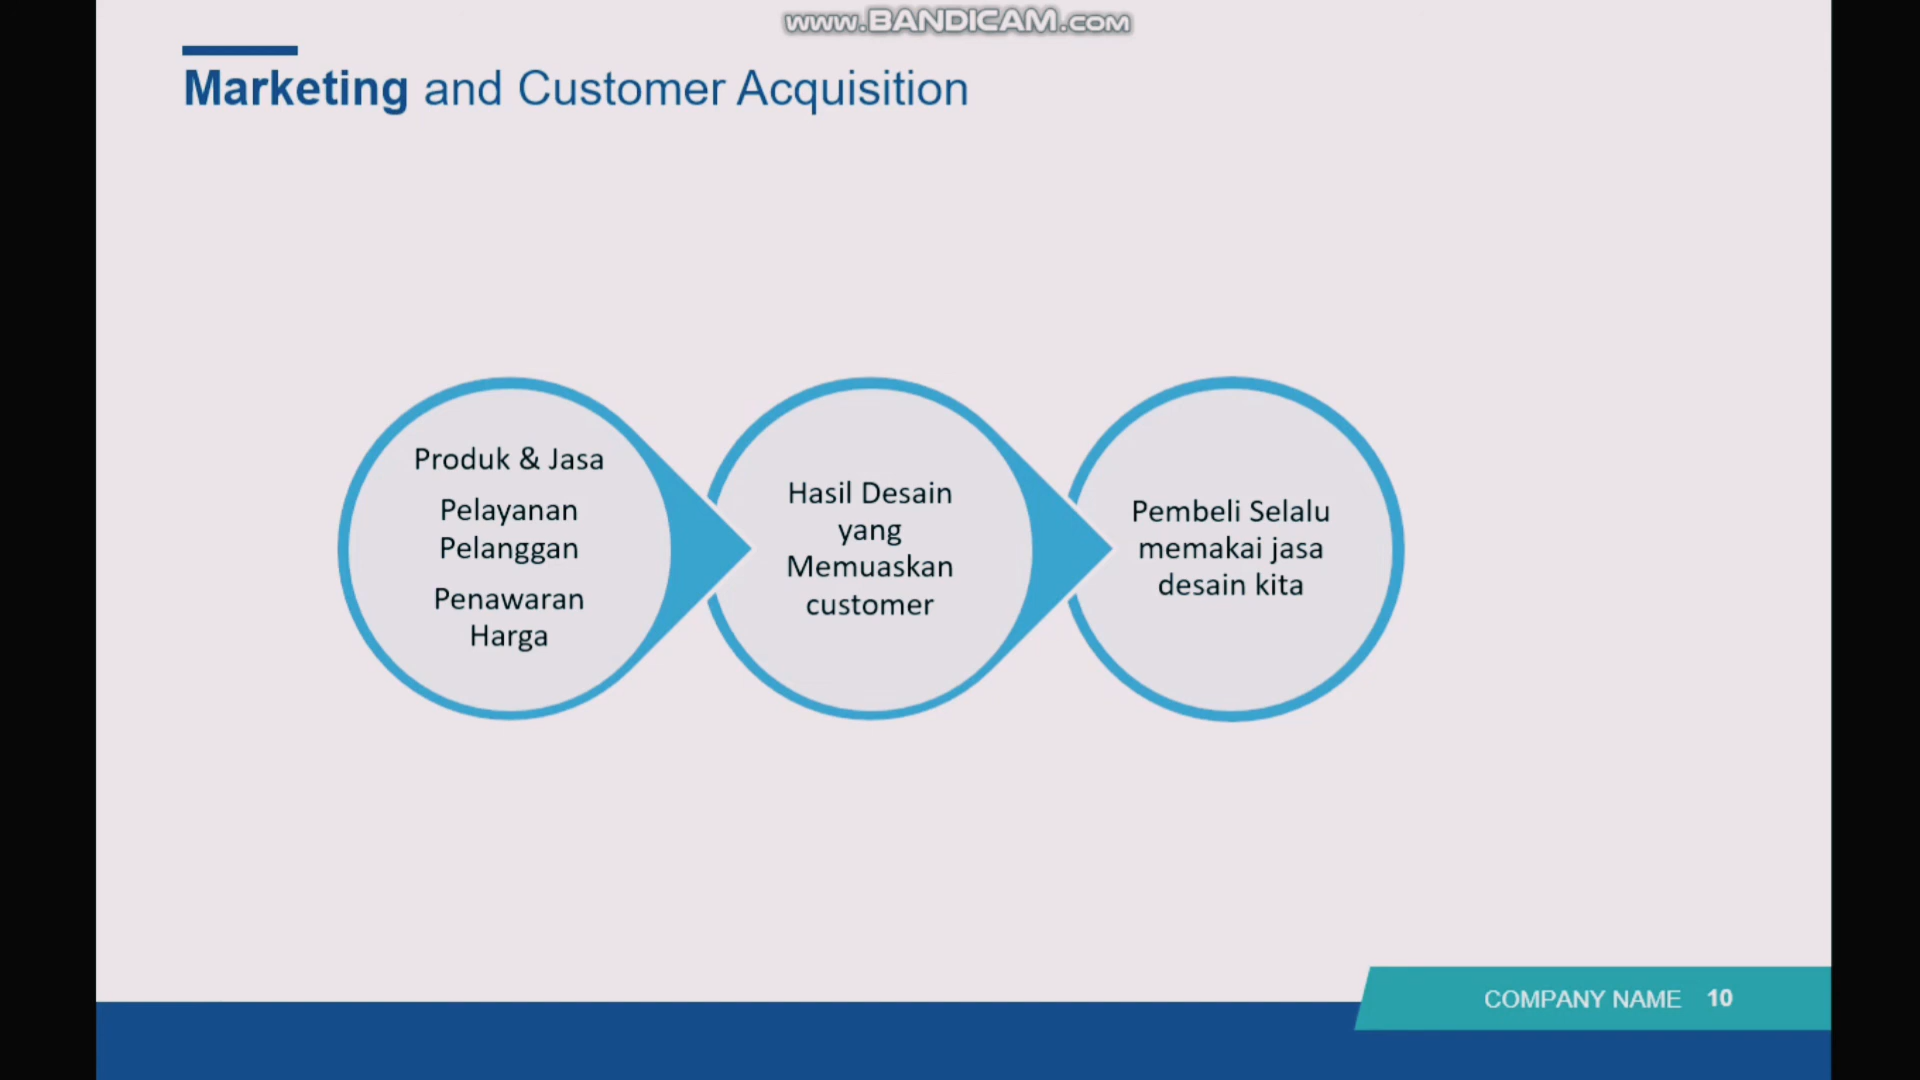 www.BANDICAM.com
Marketing and Customer Acquisition
Produk & Jasa
Pelayanan
Pelanggan
Penawaran
Harga
Hasil Desain
yang
Memuaskan
customer
Pembeli Selalu
memakai jasa
desain kita
COMPANY NAME 10